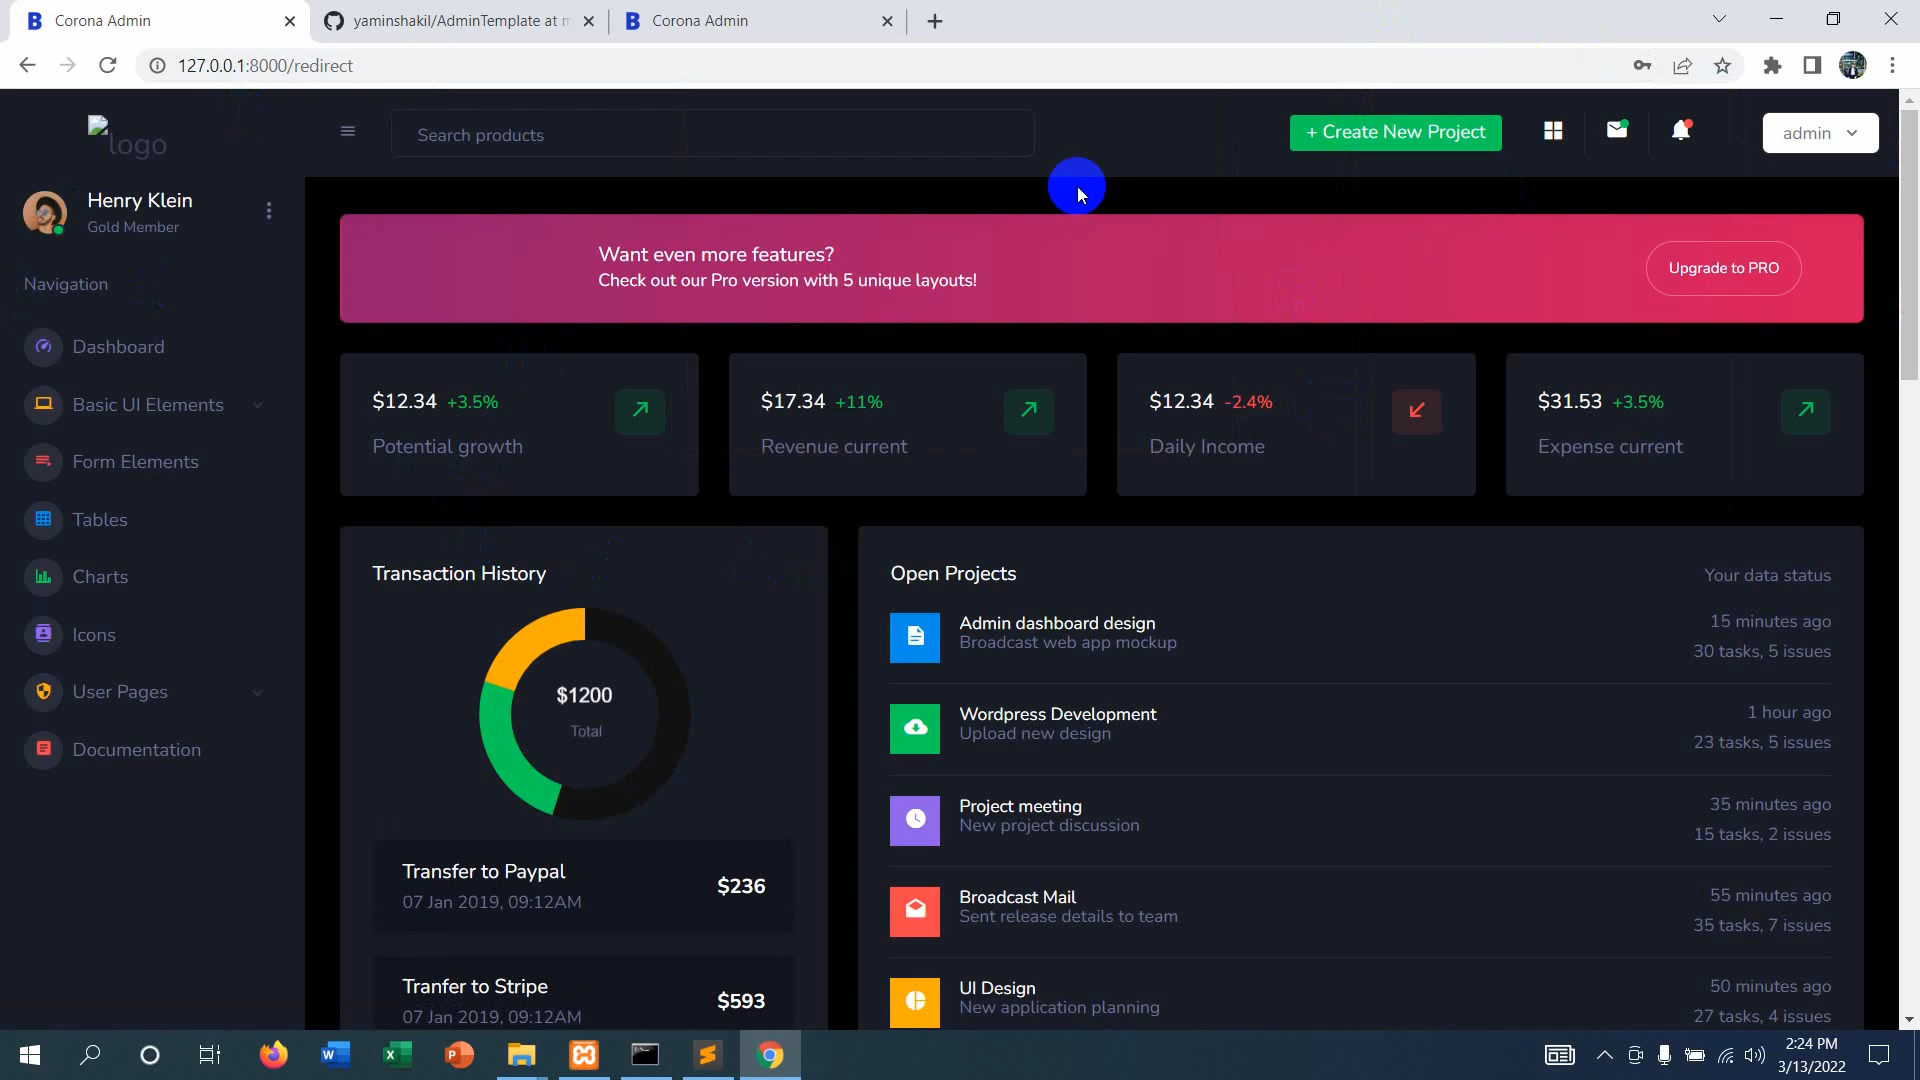 Corona Admin
yaminshakil/AdminTemplate at m
Corona Admin
127.0.0.1:8000/redirect
logo
Search products
+ Create New Project
admin
Henry Klein
Gold Member
Navigation
Dashboard
Basic UI Elements
Form Elements
Tables
Charts
Icons
User Pages
Documentation
Want even more features?
Check out our Pro version with 5 unique layouts!
Upgrade to PRO
$12.34 +3.5%
Potential growth
$17.34 +11%
Revenue current
$12.34 -2.4%
Daily Income
$31.53 +3.5%
Expense current
Transaction History
$1200
Total
Transfer to Paypal
07 Jan 2019, 09:12AM
$236
Tranfer to Stripe
07 Jan 2019, 09:12AM
$593
Open Projects
Your data status
Admin dashboard design
Broadcast web app mockup
15 minutes ago
30 tasks, 5 issues
Wordpress Development
Upload new design
1 hour ago
23 tasks, 5 issues
Project meeting
New project discussion
35 minutes ago
15 tasks, 2 issues
Broadcast Mail
Sent release details to team
55 minutes ago
35 tasks, 7 issues
UI Design
New application planning
50 minutes ago
27 tasks, 4 issues
2:24 PM
3/13/2022